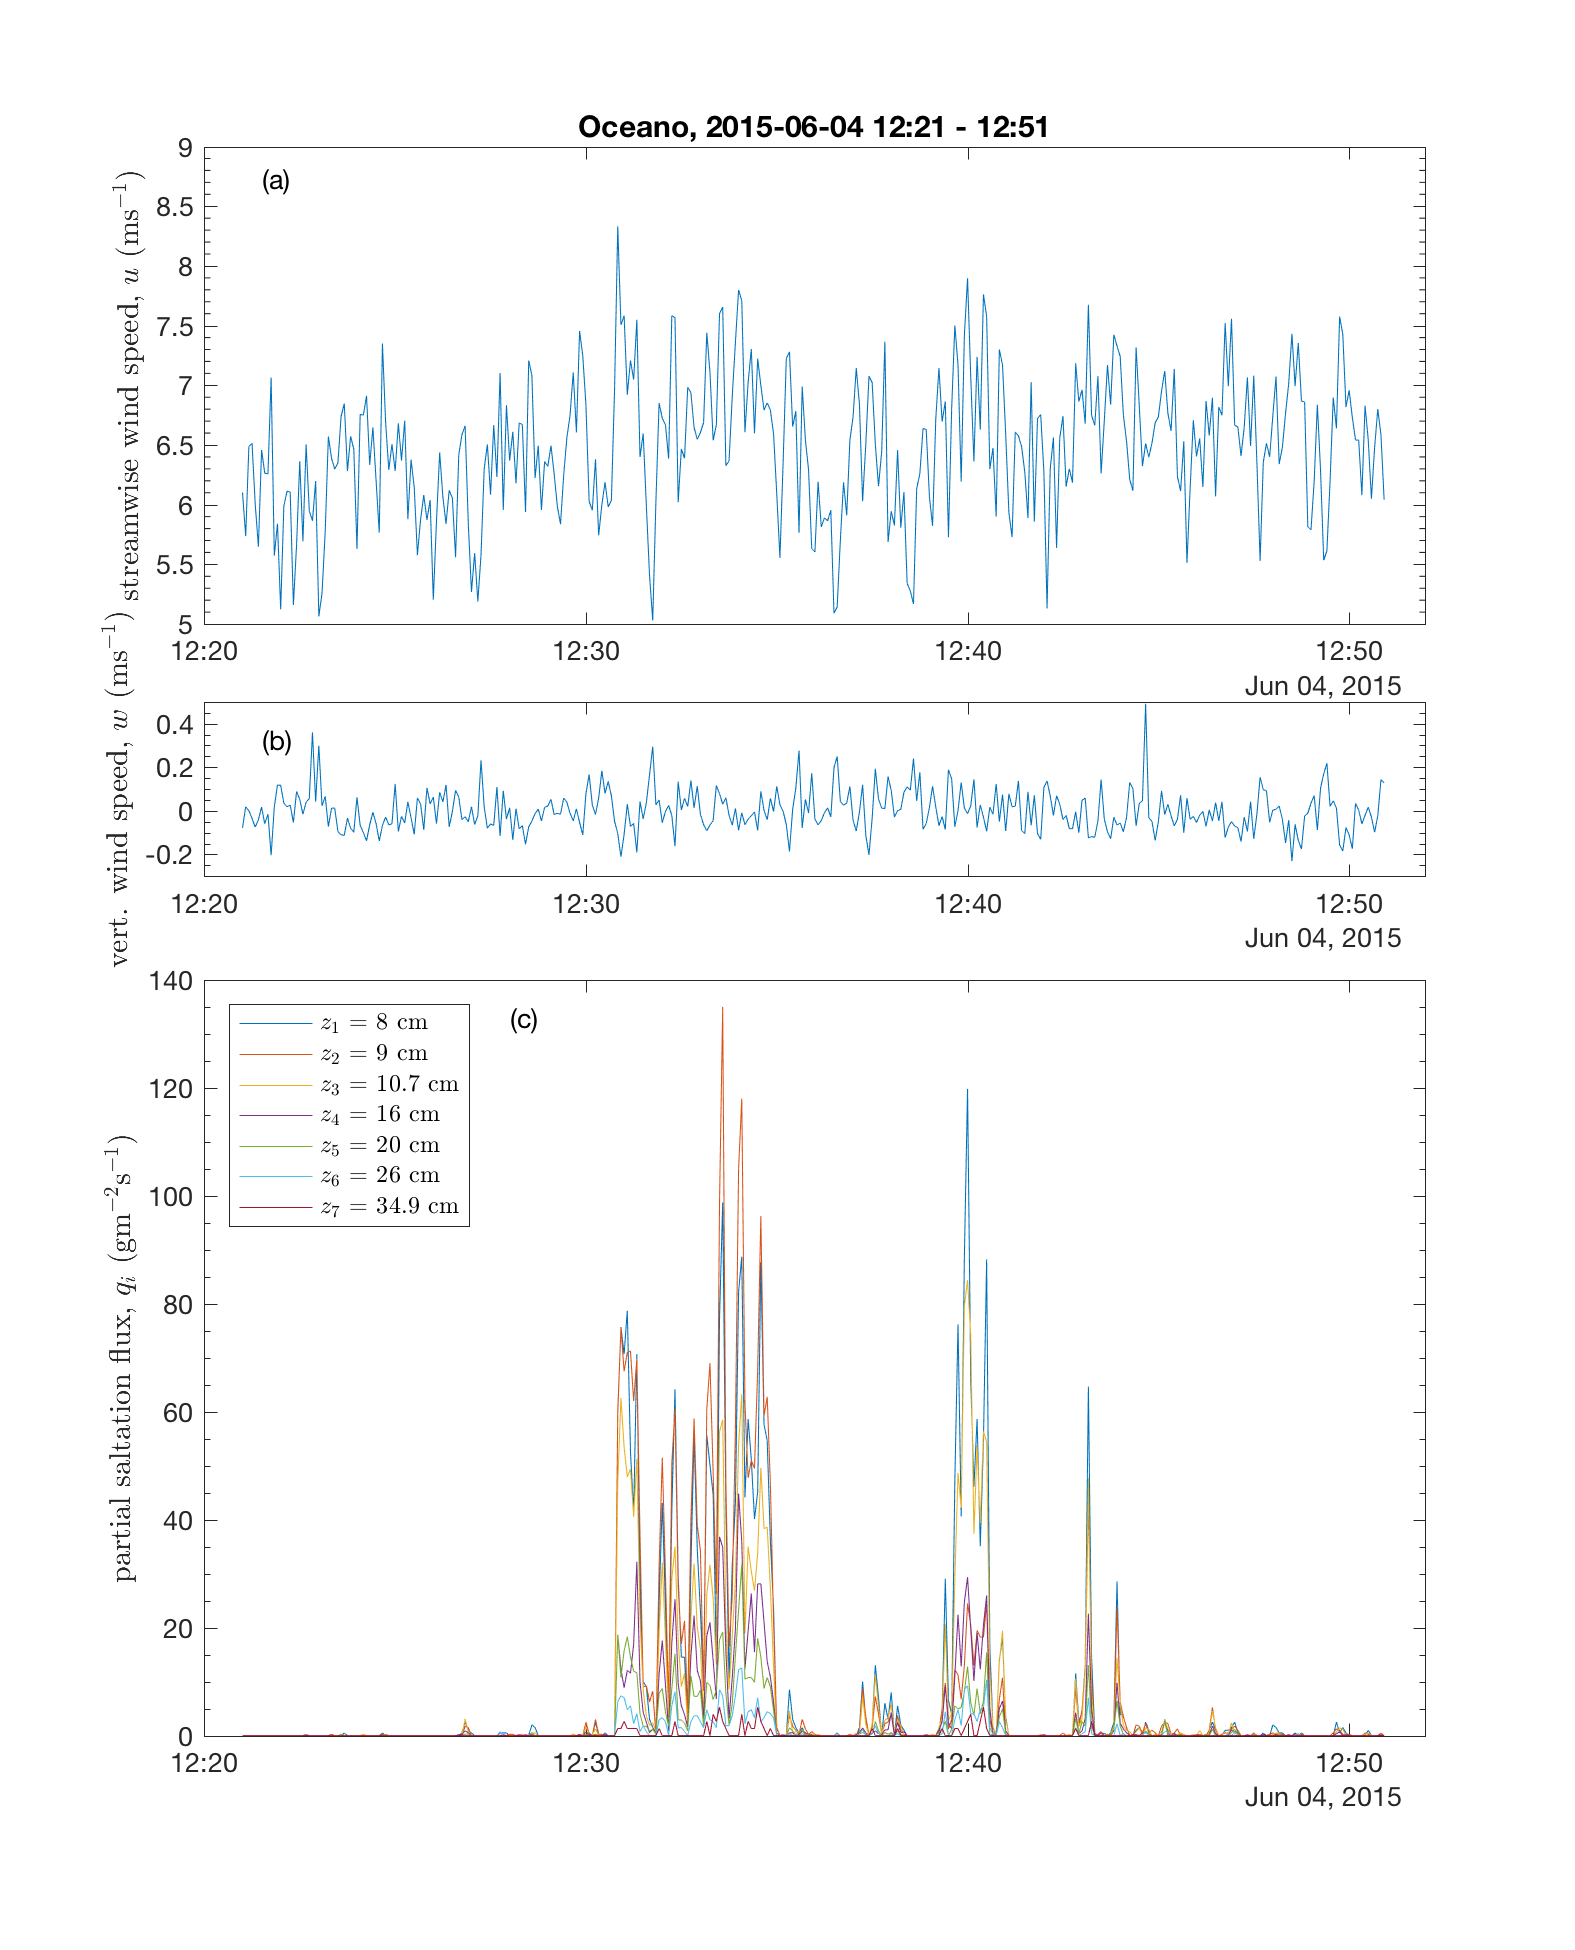 Oceano, 2015-06-04 12:21 - 12:51
(a)
streamwise wind speed, u (ms⁻¹)
9
8.5
8
7.5
7
6.5
6
5.5
5
12:20 12:30 12:40 12:50
Jun 04, 2015
(b)
vert. wind speed, w (ms⁻¹)
0.4
0.2
0
-0.2
12:20 12:30 12:40 12:50
Jun 04, 2015
(c)
partial saltation flux, qᵢ (gm⁻²s⁻¹)
140
120
100
80
60
40
20
0
z₁ = 8 cm
z₂ = 9 cm
z₃ = 10.7 cm
z₄ = 16 cm
z₅ = 20 cm
z₆ = 26 cm
z₇ = 34.9 cm
12:20 12:30 12:40 12:50
Jun 04, 2015